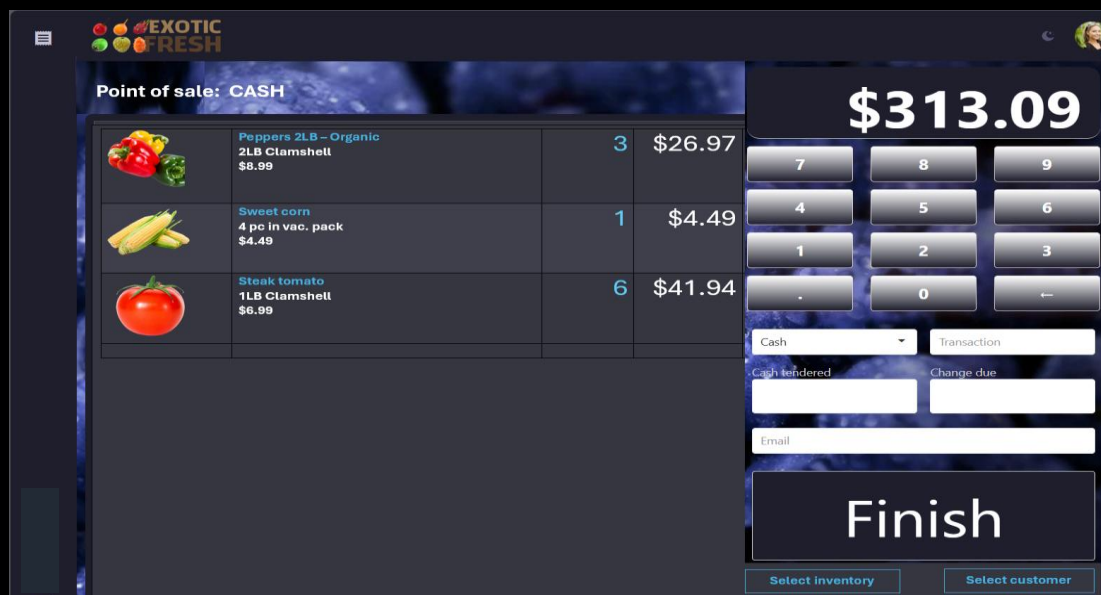 EXOTIC
FRESH
Point of sale: CASH
$313.09
Peppers 2LB – Organic
2LB Clamshell
$8.99
3
$26.97
Sweet corn
4 pc in vac. pack
$4.49
1
$4.49
Steak tomato
1LB Clamshell
$6.99
6
$41.94
7 8 9
4 5 6
1 2 3
. 0 ←
Cash
Transaction
Cash tendered
Change due
Email
Finish
Select inventory
Select customer